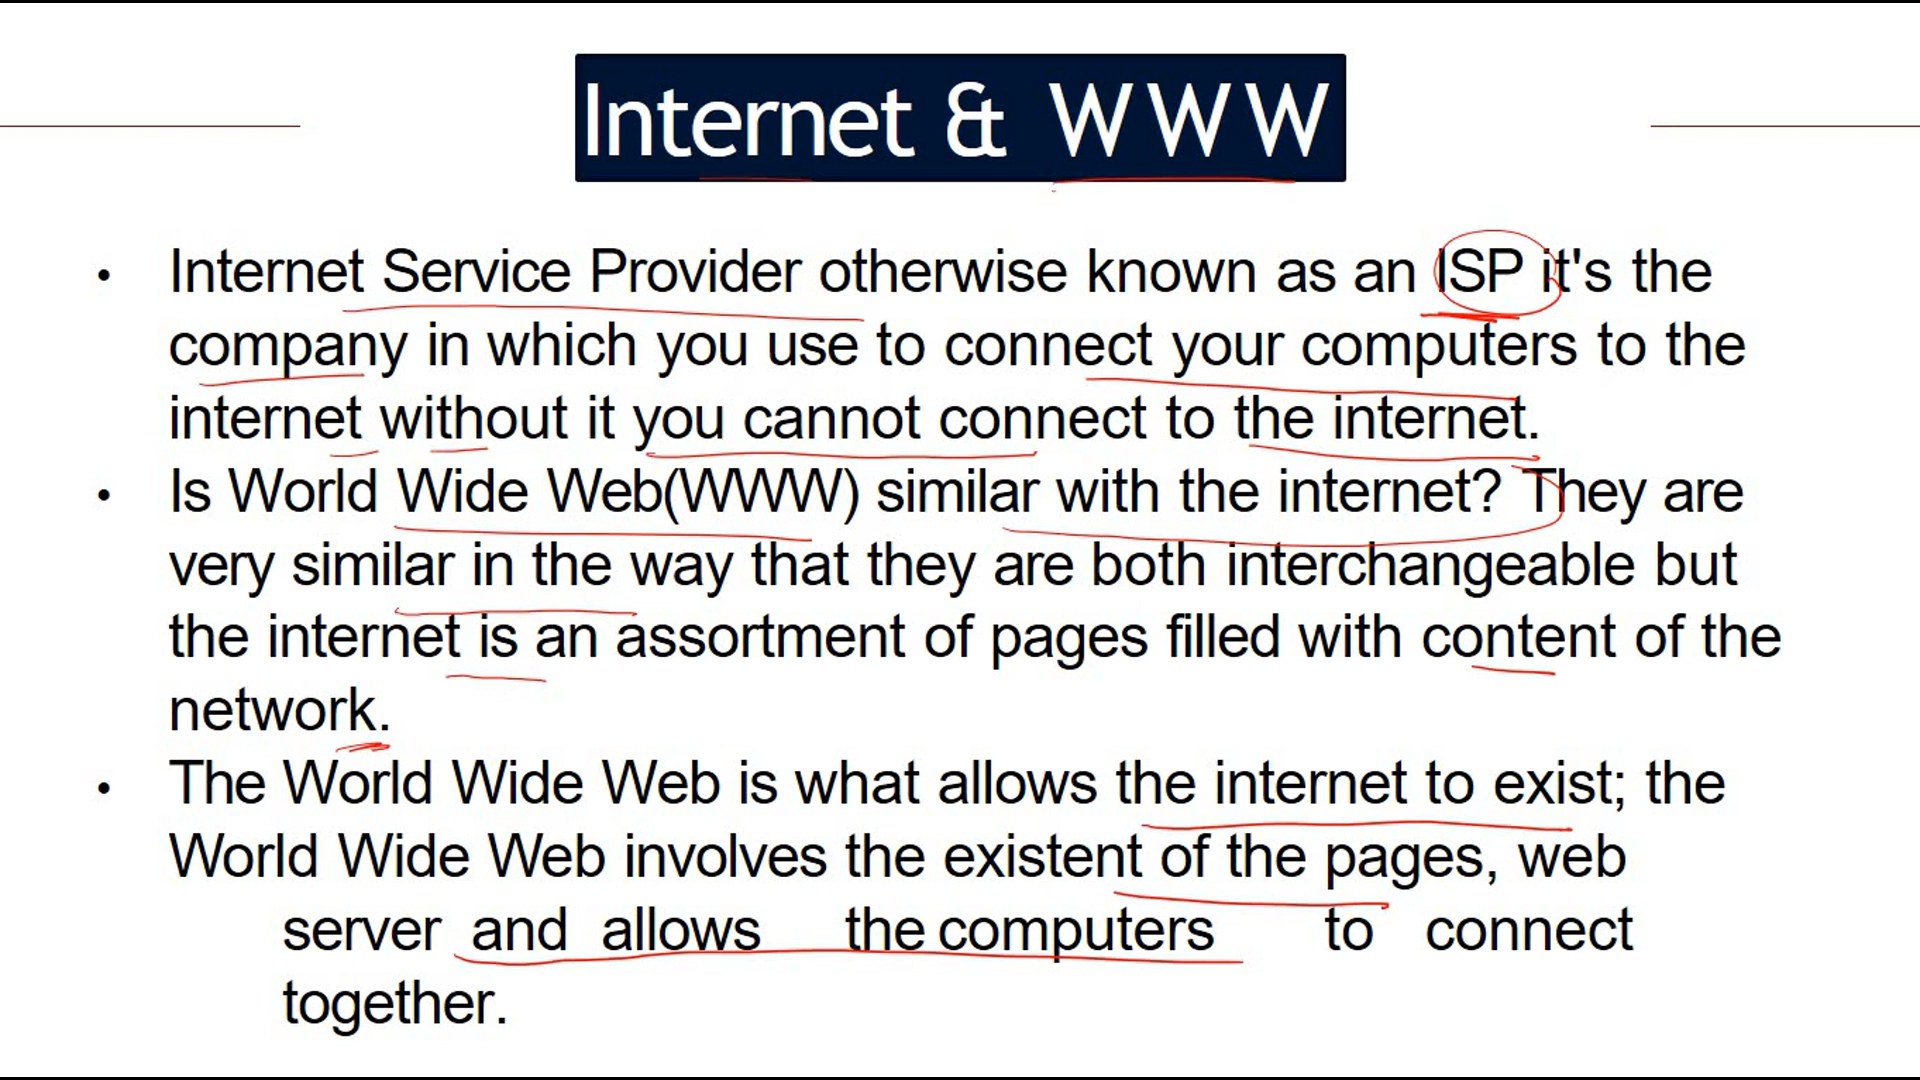 Internet & WWW
• Internet Service Provider otherwise known as an ISP it's the
company in which you use to connect your computers to the
internet without it you cannot connect to the internet.
• Is World Wide Web(WWW) similar with the internet? They are
very similar in the way that they are both interchangeable but
the internet is an assortment of pages filled with content of the
network.
• The World Wide Web is what allows the internet to exist; the
World Wide Web involves the existent of the pages, web
server and allows the computers to connect
together.